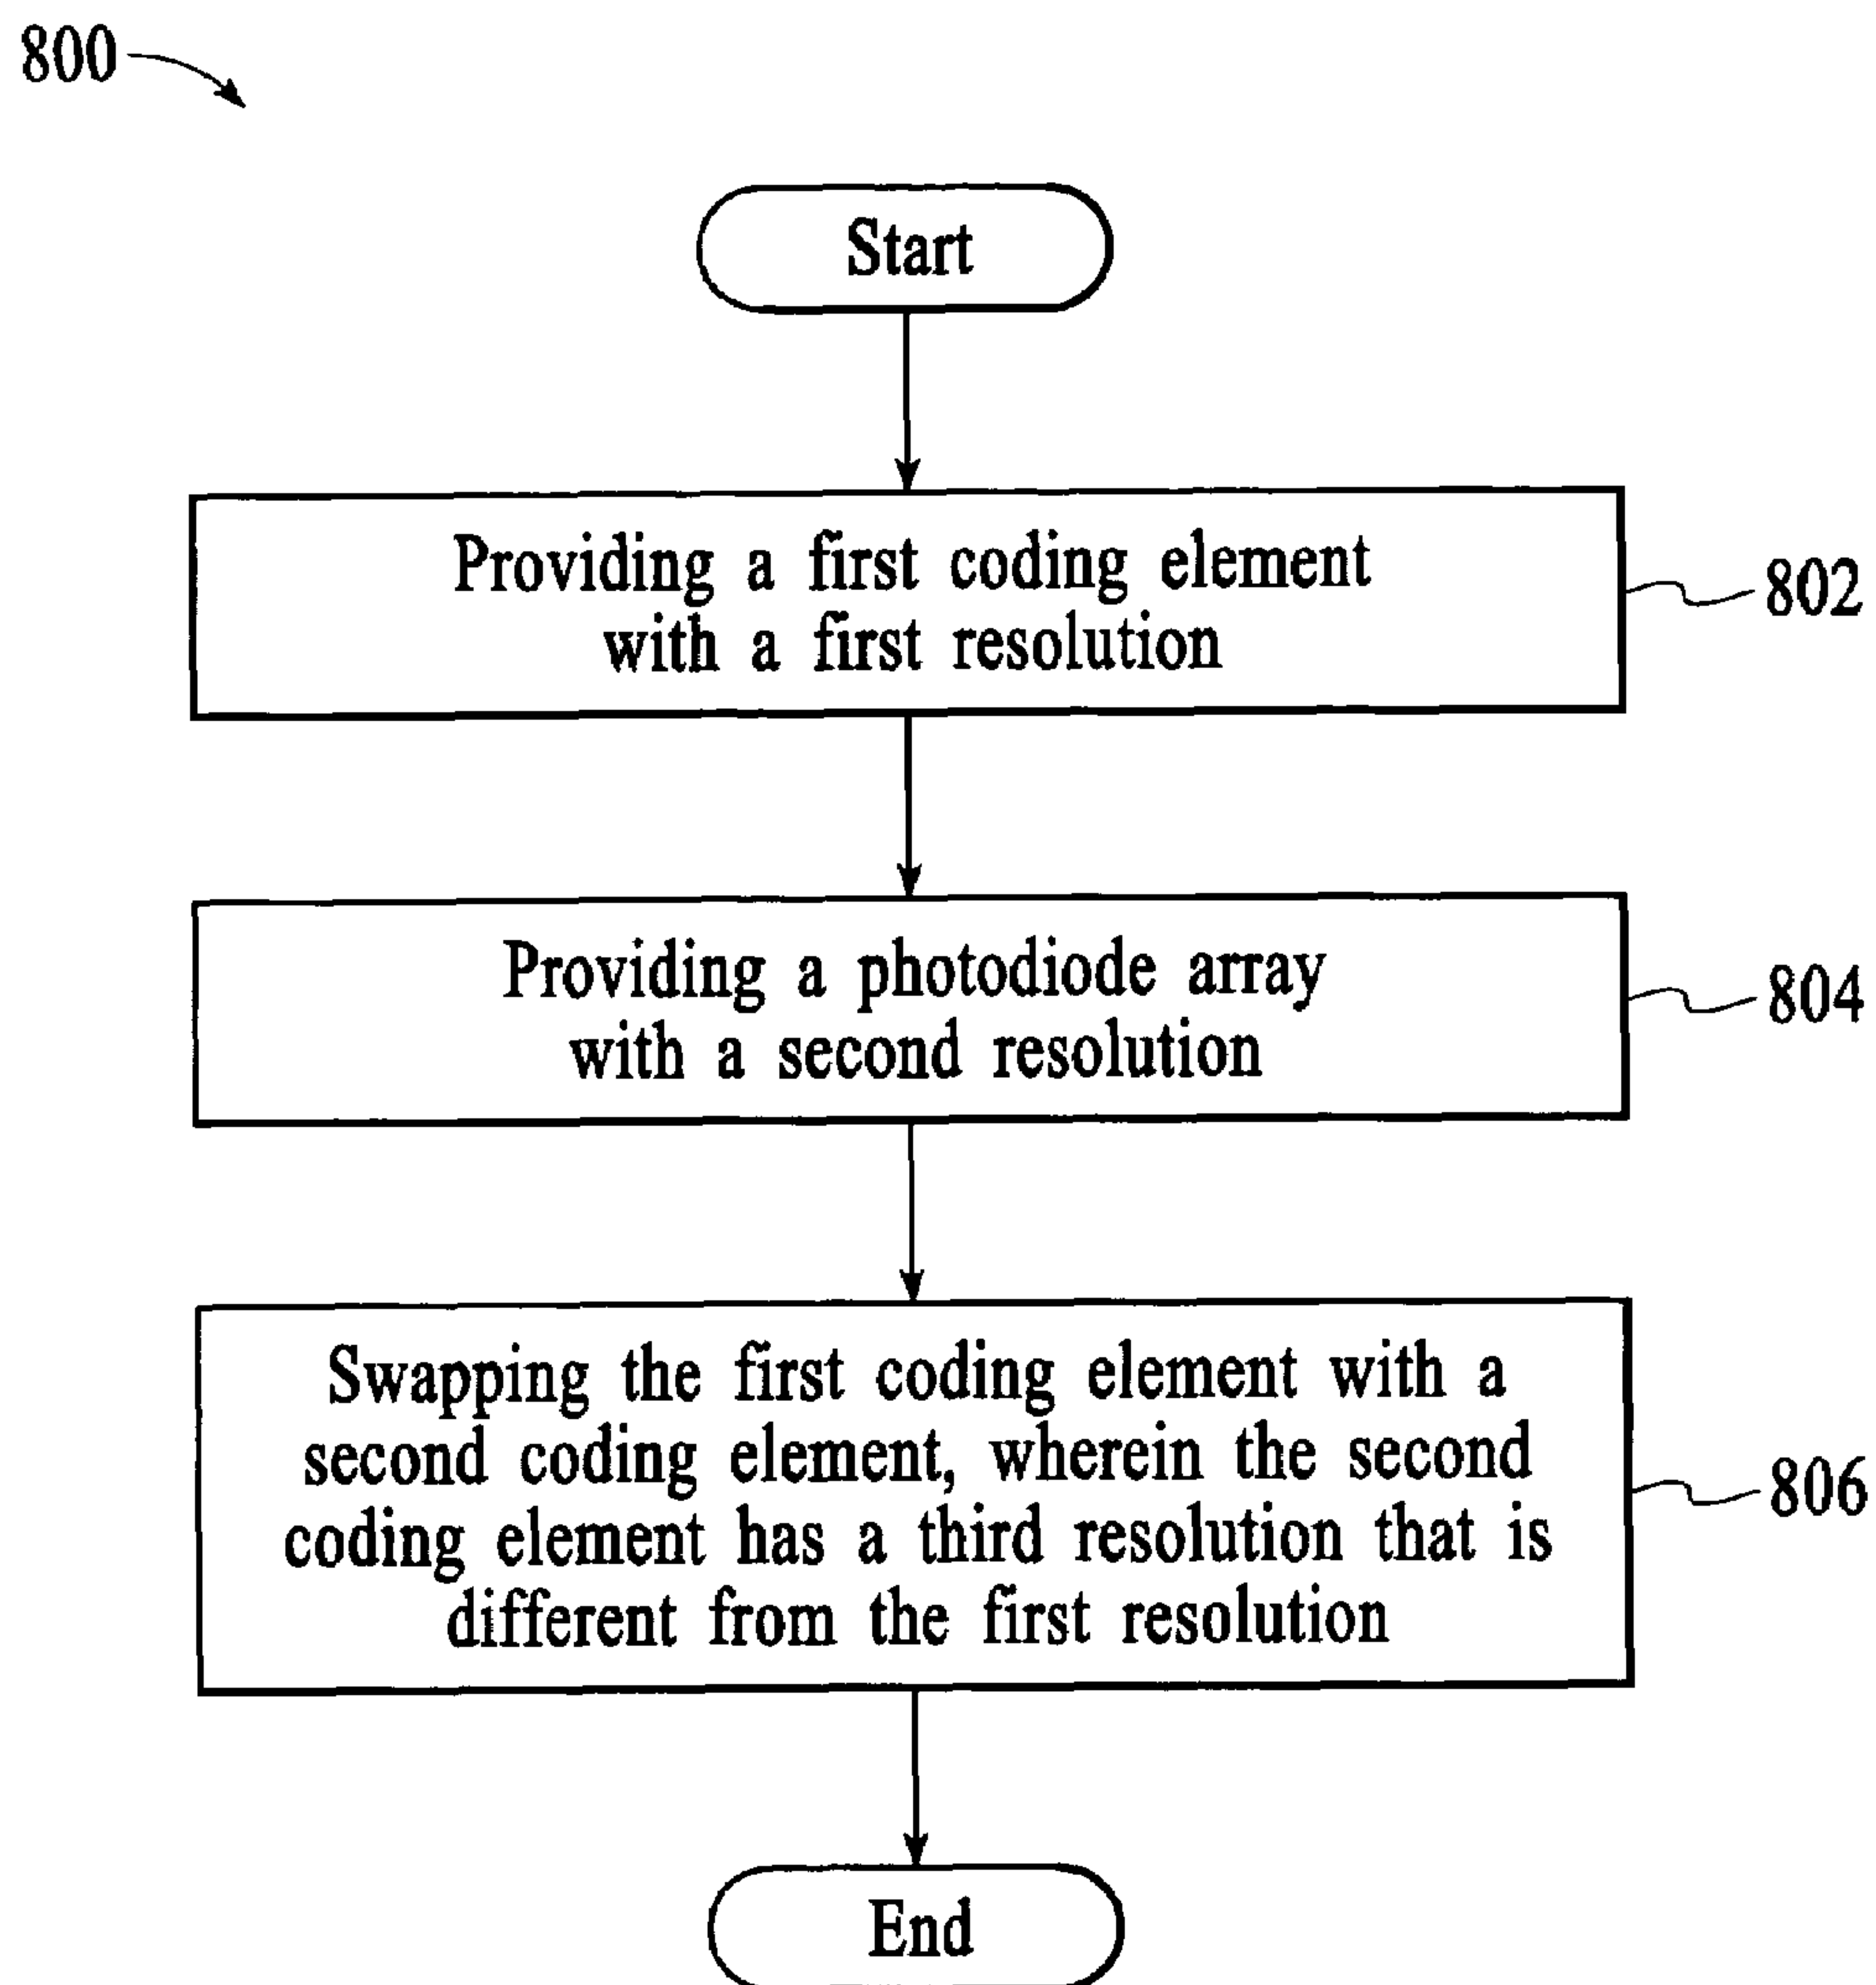 800
Start
Providing a first coding element
with a first resolution
802
Providing a photodiode array
with a second resolution
804
Swapping the first coding element with a
second coding element, wherein the second
coding element has a third resolution that is
different from the first resolution
806
End